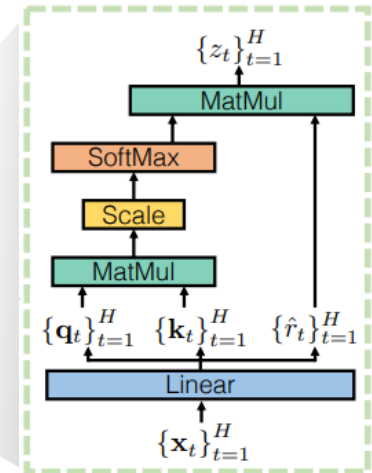 {z_t}_{t=1}^H
MatMul
SoftMax
Scale
MatMul
{q_t}_{t=1}^H {k_t}_{t=1}^H {r̂_t}_{t=1}^H
Linear
{x_t}_{t=1}^H